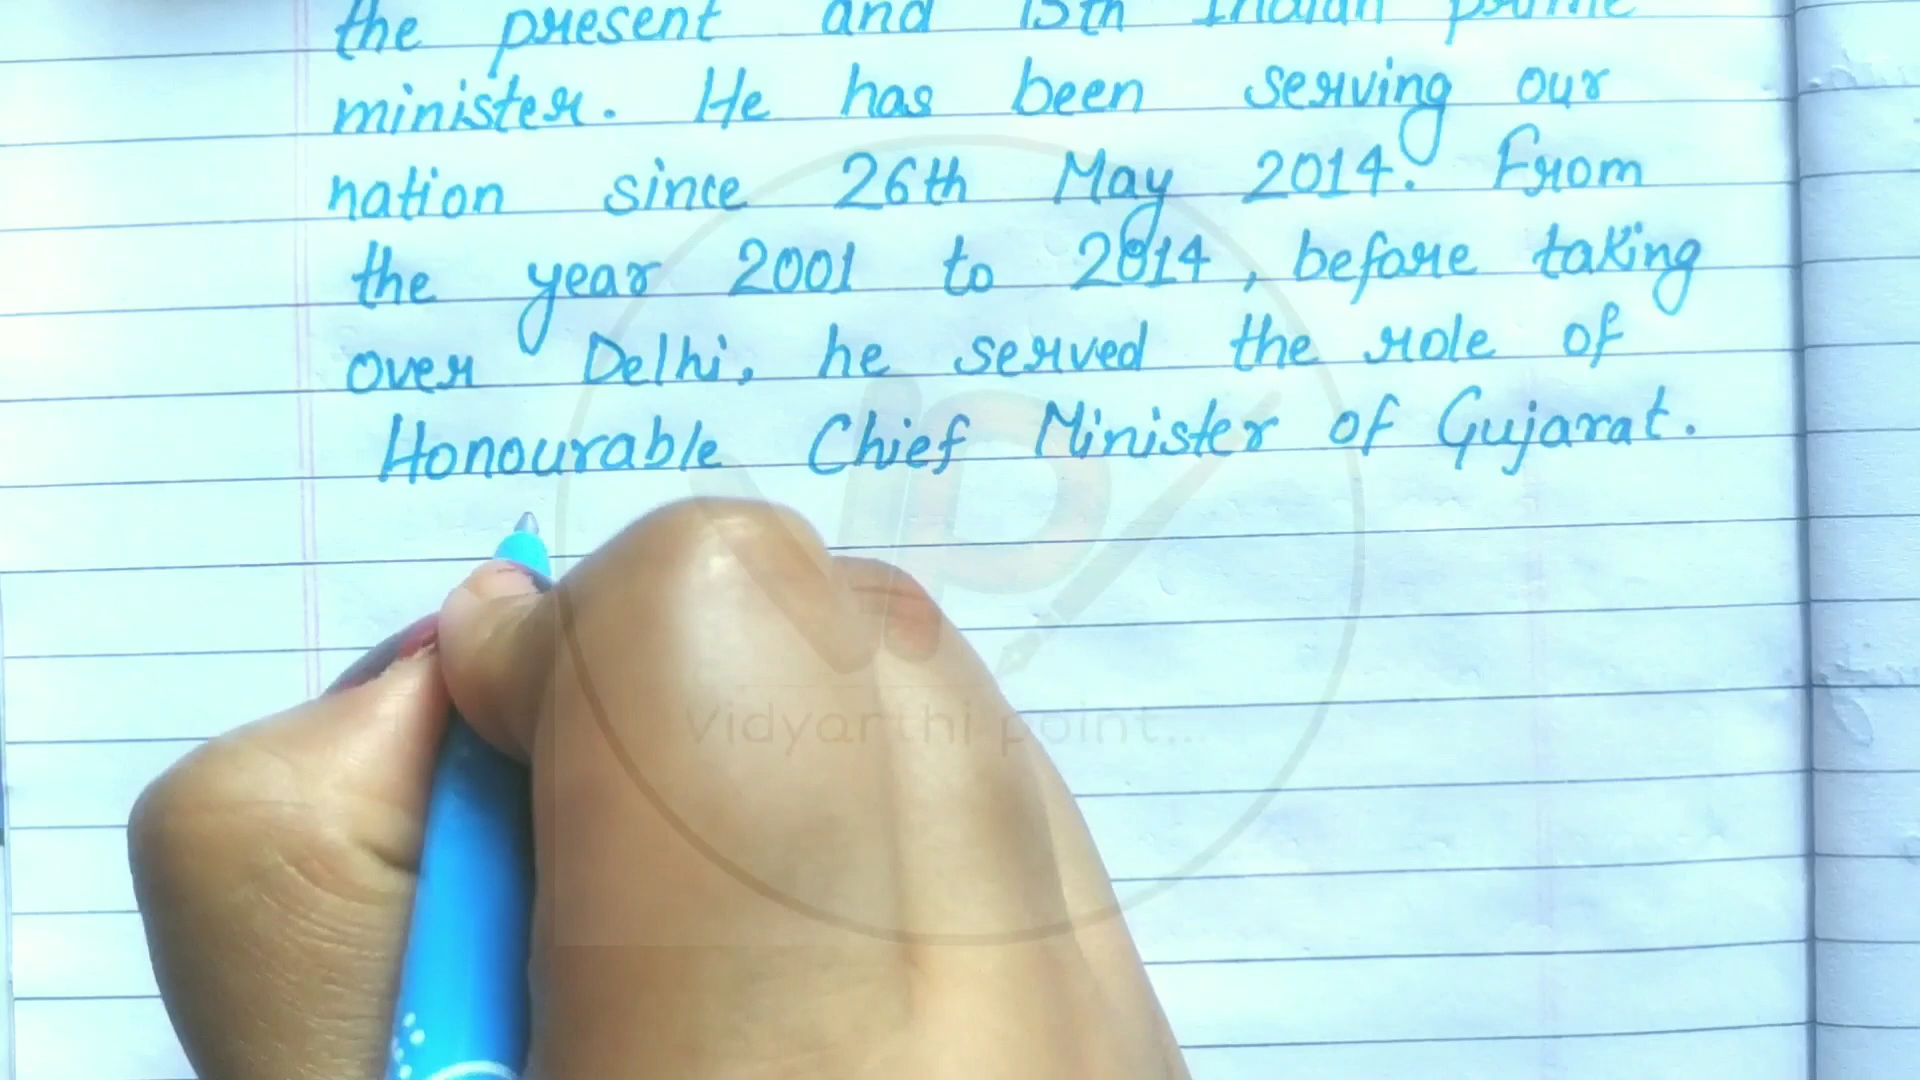 the present and 15th Indian prime
minister. He has been serving our
nation since 26th May 2014. From
the year 2001 to 2014, before taking
over Delhi, he served the role of
Honourable Chief Minister of Gujarat.
VP
Vidyarthi point...